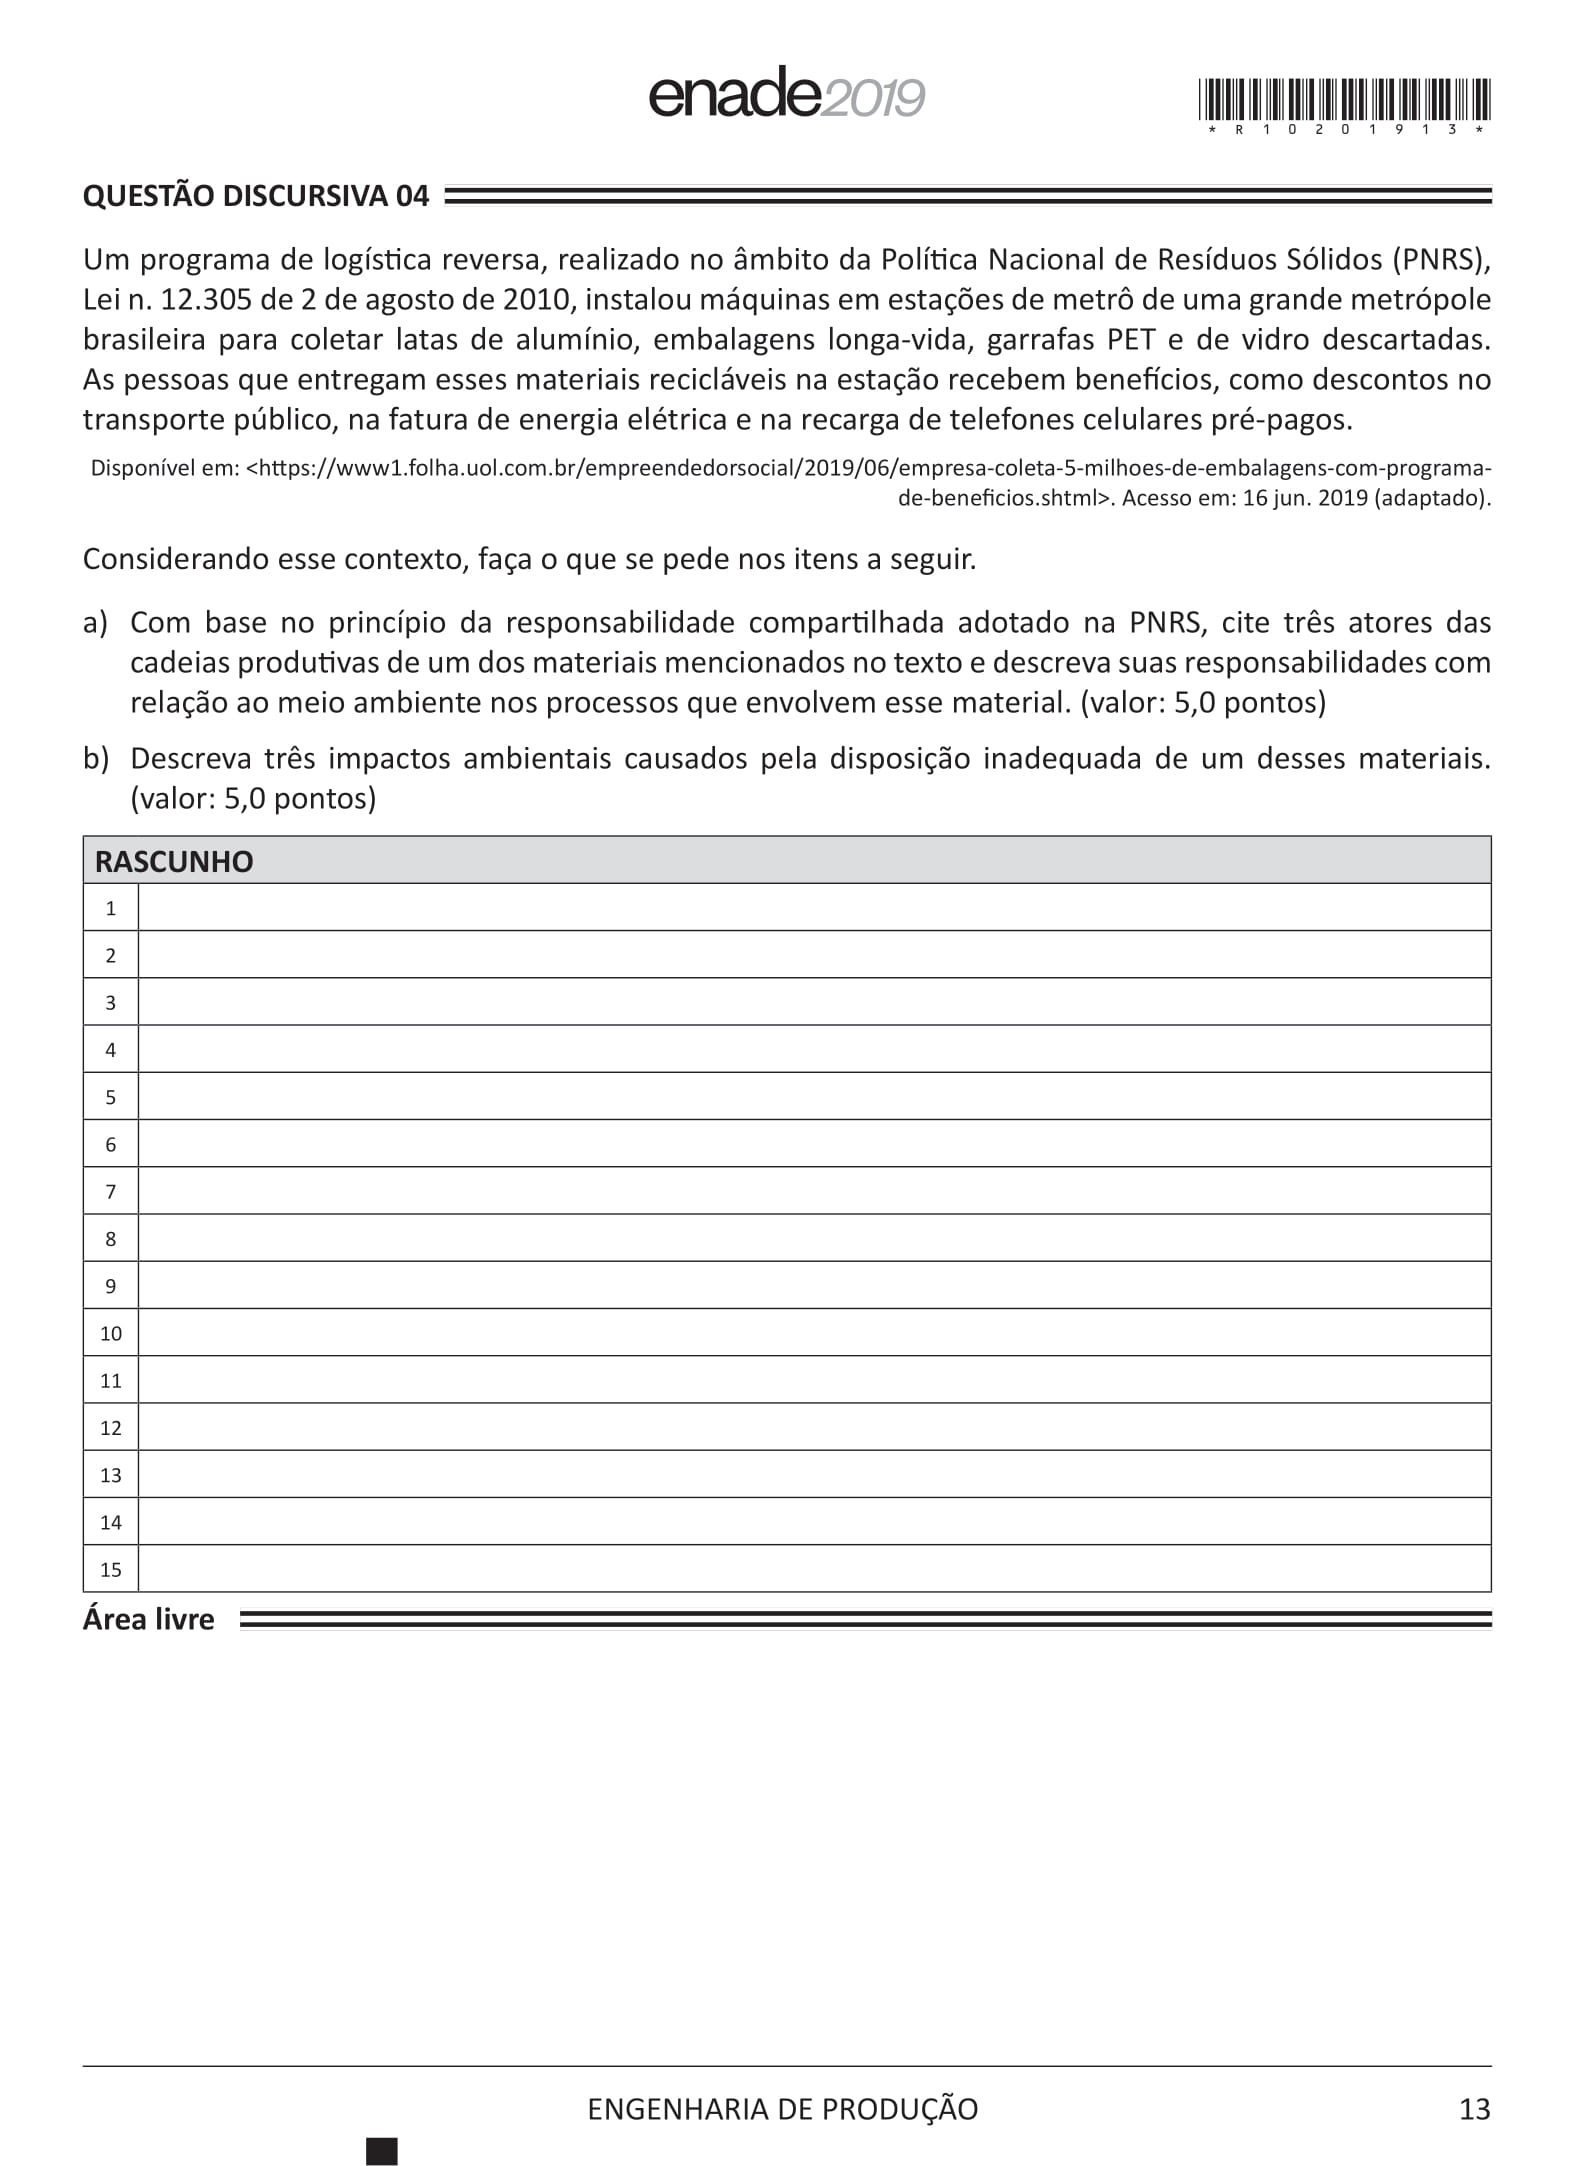 enade2019
*R10201913*
QUESTÃO DISCURSIVA 04
Um programa de logística reversa, realizado no âmbito da Política Nacional de Resíduos Sólidos (PNRS),
Lei n. 12.305 de 2 de agosto de 2010, instalou máquinas em estações de metrô de uma grande metrópole
brasileira para coletar latas de alumínio, embalagens longa-vida, garrafas PET e de vidro descartadas.
As pessoas que entregam esses materiais recicláveis na estação recebem benefícios, como descontos no
transporte público, na fatura de energia elétrica e na recarga de telefones celulares pré-pagos.
Disponível em: <https://www1.folha.uol.com.br/empreendedorsocial/2019/06/empresa-coleta-5-milhoes-de-embalagens-com-programa-
de-beneficios.shtml>. Acesso em: 16 jun. 2019 (adaptado).
Considerando esse contexto, faça o que se pede nos itens a seguir.
a) Com base no princípio da responsabilidade compartilhada adotado na PNRS, cite três atores das
cadeias produtivas de um dos materiais mencionados no texto e descreva suas responsabilidades com
relação ao meio ambiente nos processos que envolvem esse material. (valor: 5,0 pontos)
b) Descreva três impactos ambientais causados pela disposição inadequada de um desses materiais.
(valor: 5,0 pontos)
RASCUNHO
1
2
3
4
5
6
7
8
9
10
11
12
13
14
15
Área livre
ENGENHARIA DE PRODUÇÃO 13